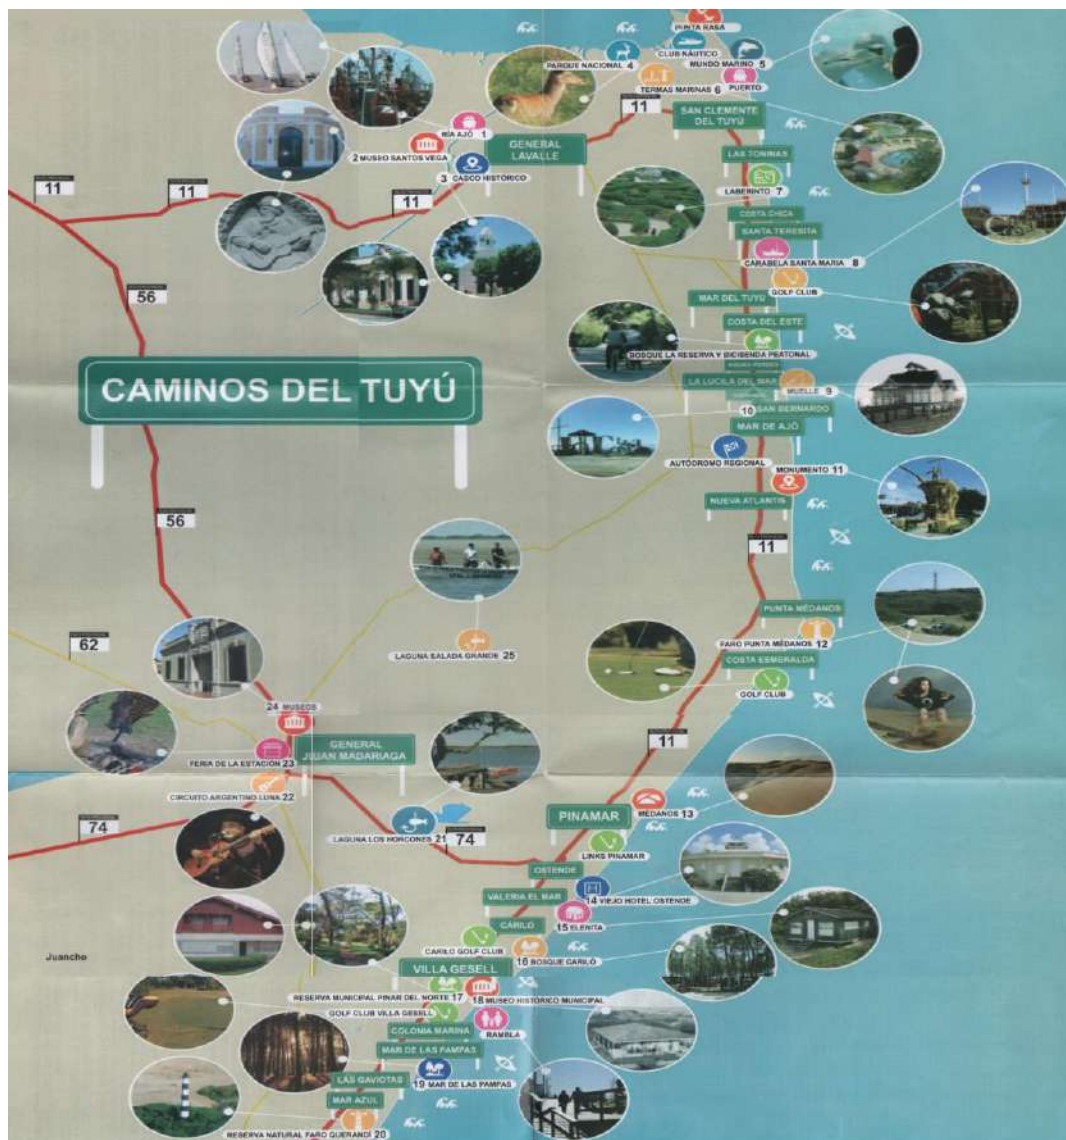 PUNTA RASA
CLUB NÁUTICO
PARQUE NACIONAL 4
MUNDO MARINO 5
TERMAS MARINAS 6
PUERTO
11
SAN CLEMENTE
DEL TUYÚ
RÍA AJÓ 1
2 MUSEO SANTOS VEGA
GENERAL
LAVALLE
3 CASCO HISTÓRICO
LAS TONINAS
LABERINTO 7
11
11
11
COSTA CHICA
SANTA TERESITA
CARABELA SANTA MARIA 8
GOLF CLUB
56
MAR DEL TUYÚ
COSTA DEL ESTE
BOSQUE LA RESERVA Y BICISENDA PEATONAL
CAMINOS DEL TUYÚ
LA LUCILA DEL MAR
MUELLE 9
10
SAN BERNARDO
MAR DE AJÓ
AUTÓDROMO REGIONAL
MONUMENTO 11
NUEVA ATLANTIS
56
11
PUNTA MÉDANOS
FARO PUNTA MÉDANOS 12
62
LAGUNA SALADA GRANDE 25
COSTA ESMERALDA
GOLF CLUB
24 MUSEOS
11
GENERAL
JUAN MADARIAGA
FERIA DE LA ESTACIÓN 23
CIRCUITO ARGENTINO LUNA 22
PINAMAR
MÉDANOS 13
74
LAGUNA LOS HORCONES 21
74
LINKS PINAMAR
OSTENDE
VALERIA EL MAR
14 VIEJO HOTEL OSTENDE
15 ELENITA
CARILÓ
CARILÓ GOLF CLUB
16 BOSQUE CARILÓ
Juancho
VILLA GESELL
RESERVA MUNICIPAL PINAR DEL NORTE 17
18 MUSEO HISTÓRICO MUNICIPAL
GOLF CLUB VILLA GESELL
COLONIA MARINA
RAMBLA
MAR DE LAS PAMPAS
LAS GAVIOTAS
19 MAR DE LAS PAMPAS
MAR AZUL
RESERVA NATURAL FARO QUERANDÍ 20